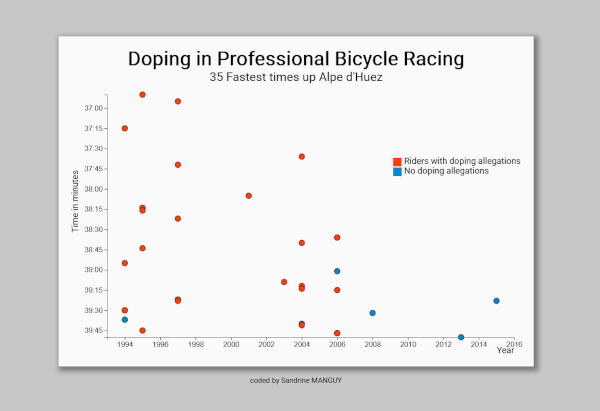 Doping in Professional Bicycle Racing
35 Fastest times up Alpe d'Huez
Time in minutes
37:00
37:15
37:30
37:45
38:00
38:15
38:30
38:45
39:00
39:15
39:30
39:45
Riders with doping allegations
No doping allegations
1994 1996 1998 2000 2002 2004 2006 2008 2010 2012 2014 2016
Year
coded by Sandrine MANGUY